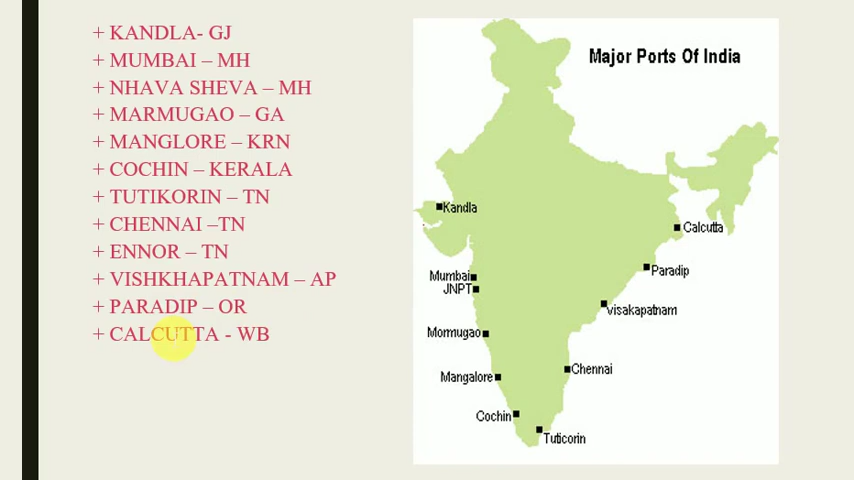 + KANDLA- GJ
+ MUMBAI – MH
+ NHAVA SHEVA – MH
+ MARMUGAO – GA
+ MANGLORE – KRN
+ COCHIN – KERALA
+ TUTIKORIN – TN
+ CHENNAI –TN
+ ENNOR – TN
+ VISHKHAPATNAM – AP
+ PARADIP – OR
+ CALCUTTA - WB
Major Ports Of India
Kandla
Calcutta
Paradip
Mumbai
JNPT
visakapatnam
Mormugao
Chennai
Mangalore
Cochin
Tuticorin